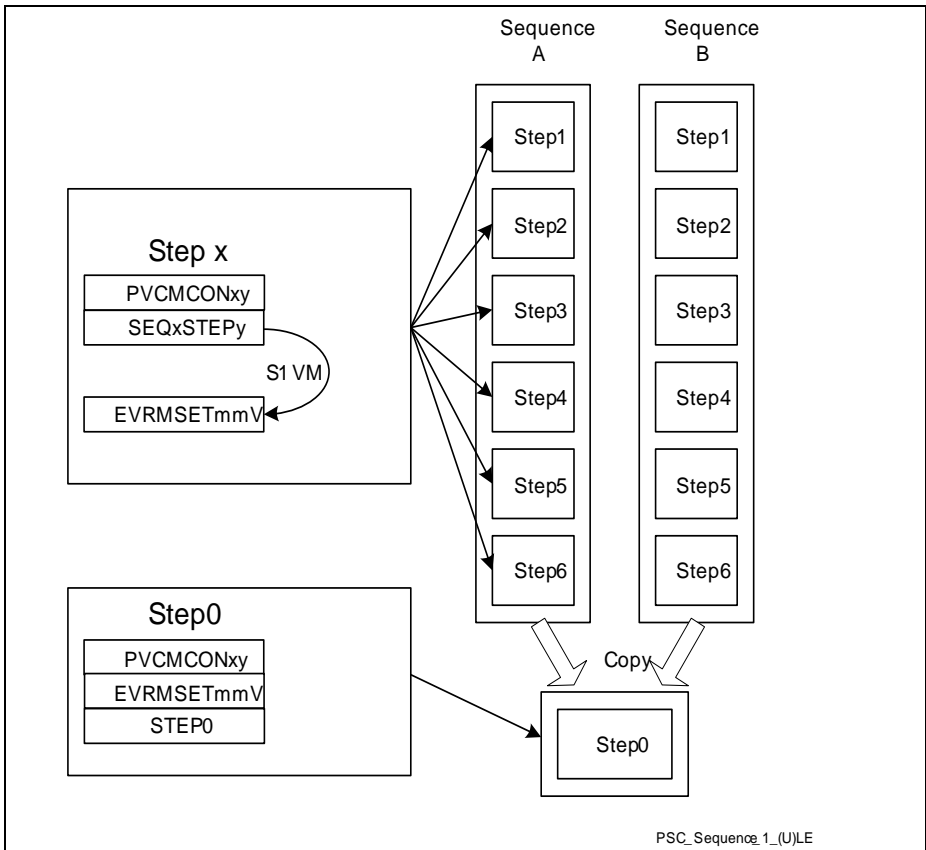 Sequence
A
Sequence
B
Step1
Step2
Step3
Step4
Step5
Step6
Step1
Step2
Step3
Step4
Step5
Step6
Step x
PVCMCONxy
SEQxSTEPy
S1 VM
EVRMSETmmV
Step0
PVCMCONxy
EVRMSETmmV
STEP0
Copy
Step0
PSC_Sequence_1_(U)LE